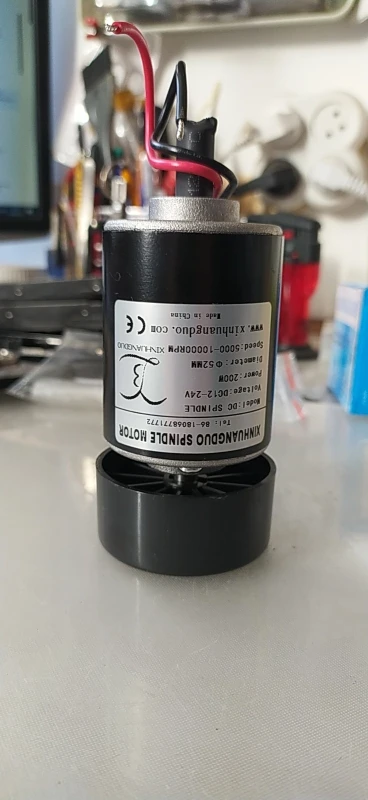 XINHUANGDUO SPINDLE MOTOR
Tel: 86-18068771772
Model:DC SPINDLE
Voltage:DC12-24V
Power:200W
Diameter:Φ52MM
Speed:5000-10000RPM
XINHUANGDUO
www.xinhuangduo.com
CE
Made in China